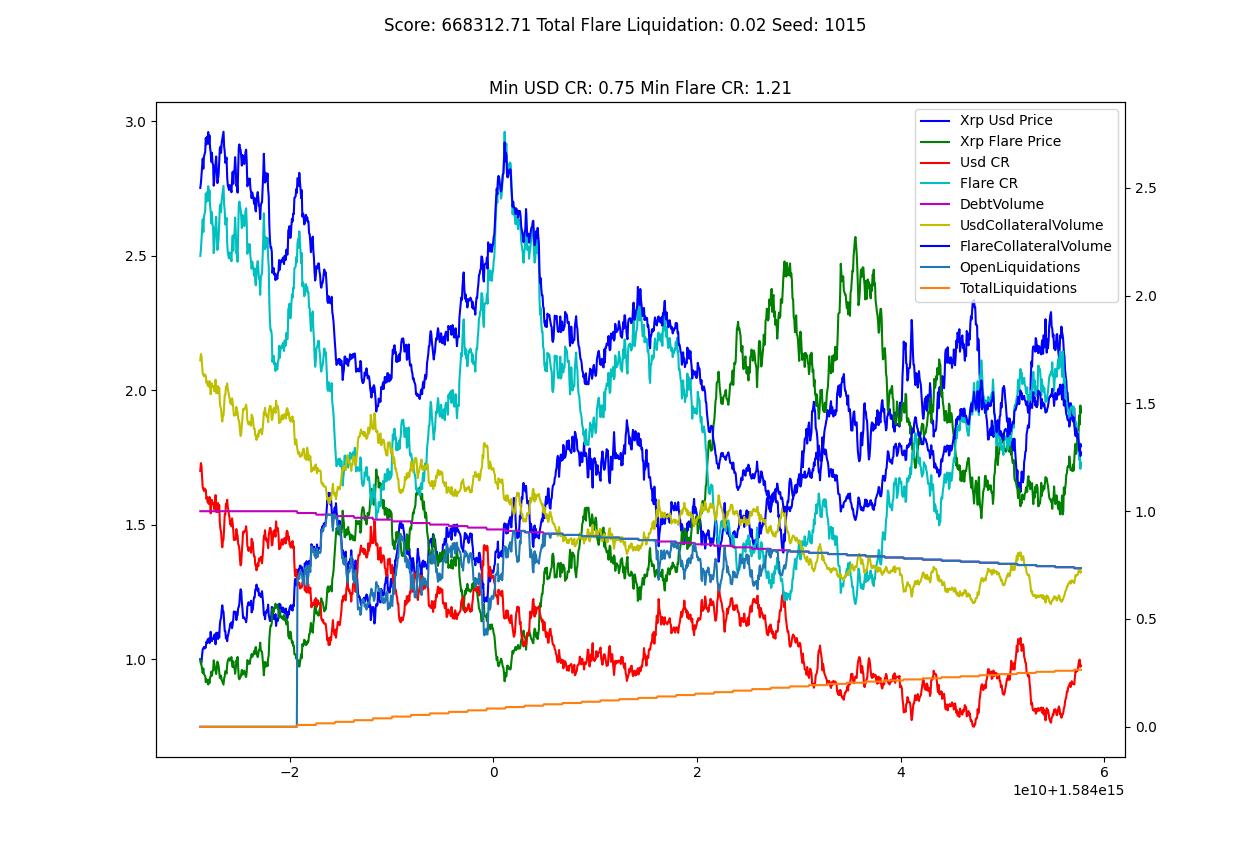 Score: 668312.71 Total Flare Liquidation: 0.02 Seed: 1015
Min USD CR: 0.75 Min Flare CR: 1.21
3.0
2.5
2.0
1.5
1.0
2.5
2.0
1.5
1.0
0.5
0.0
Xrp Usd Price
Xrp Flare Price
Usd CR
Flare CR
DebtVolume
UsdCollateralVolume
FlareCollateralVolume
OpenLiquidations
TotalLiquidations
−2 0 2 4 6
1e10+1.584e15